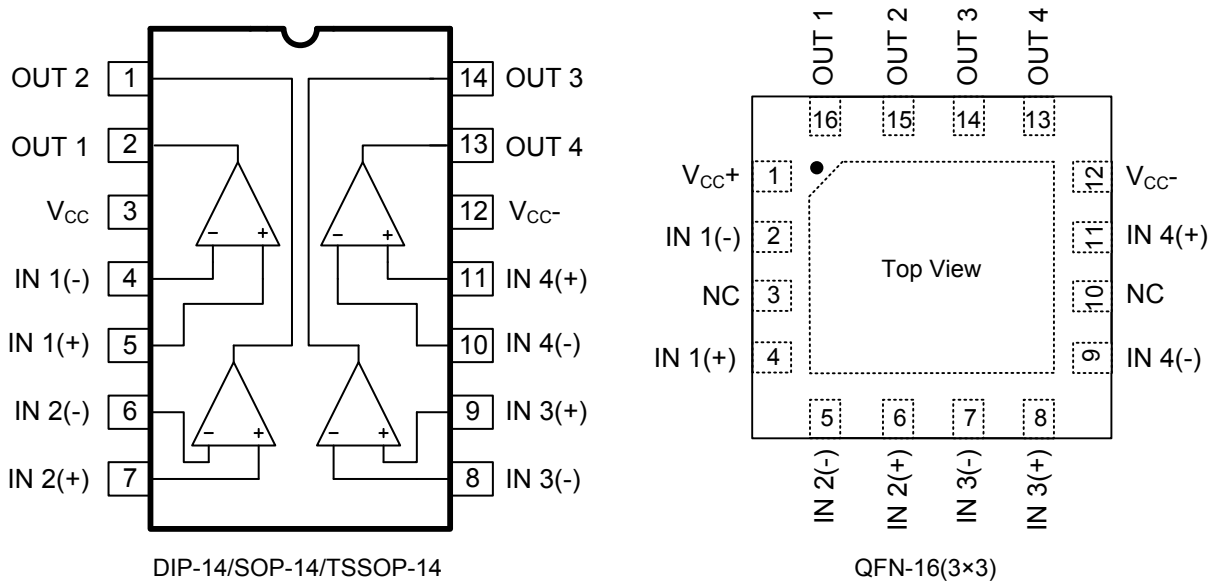 OUT 2 1 14 OUT 3
OUT 1 2 13 OUT 4
VCC 3 12 VCC-
- + - +
IN 1(-) 4 11 IN 4(+)
IN 1(+) 5 10 IN 4(-)
IN 2(-) 6 9 IN 3(+)
- + - +
IN 2(+) 7 8 IN 3(-)
DIP-14/SOP-14/TSSOP-14
OUT 1 OUT 2 OUT 3 OUT 4
16 15 14 13
VCC+ 1 12 VCC-
IN 1(-) 2 11 IN 4(+)
Top View
NC 3 10 NC
IN 1(+) 4 9 IN 4(-)
5 6 7 8
IN 2(-) IN 2(+) IN 3(-) IN 3(+)
QFN-16(3×3)